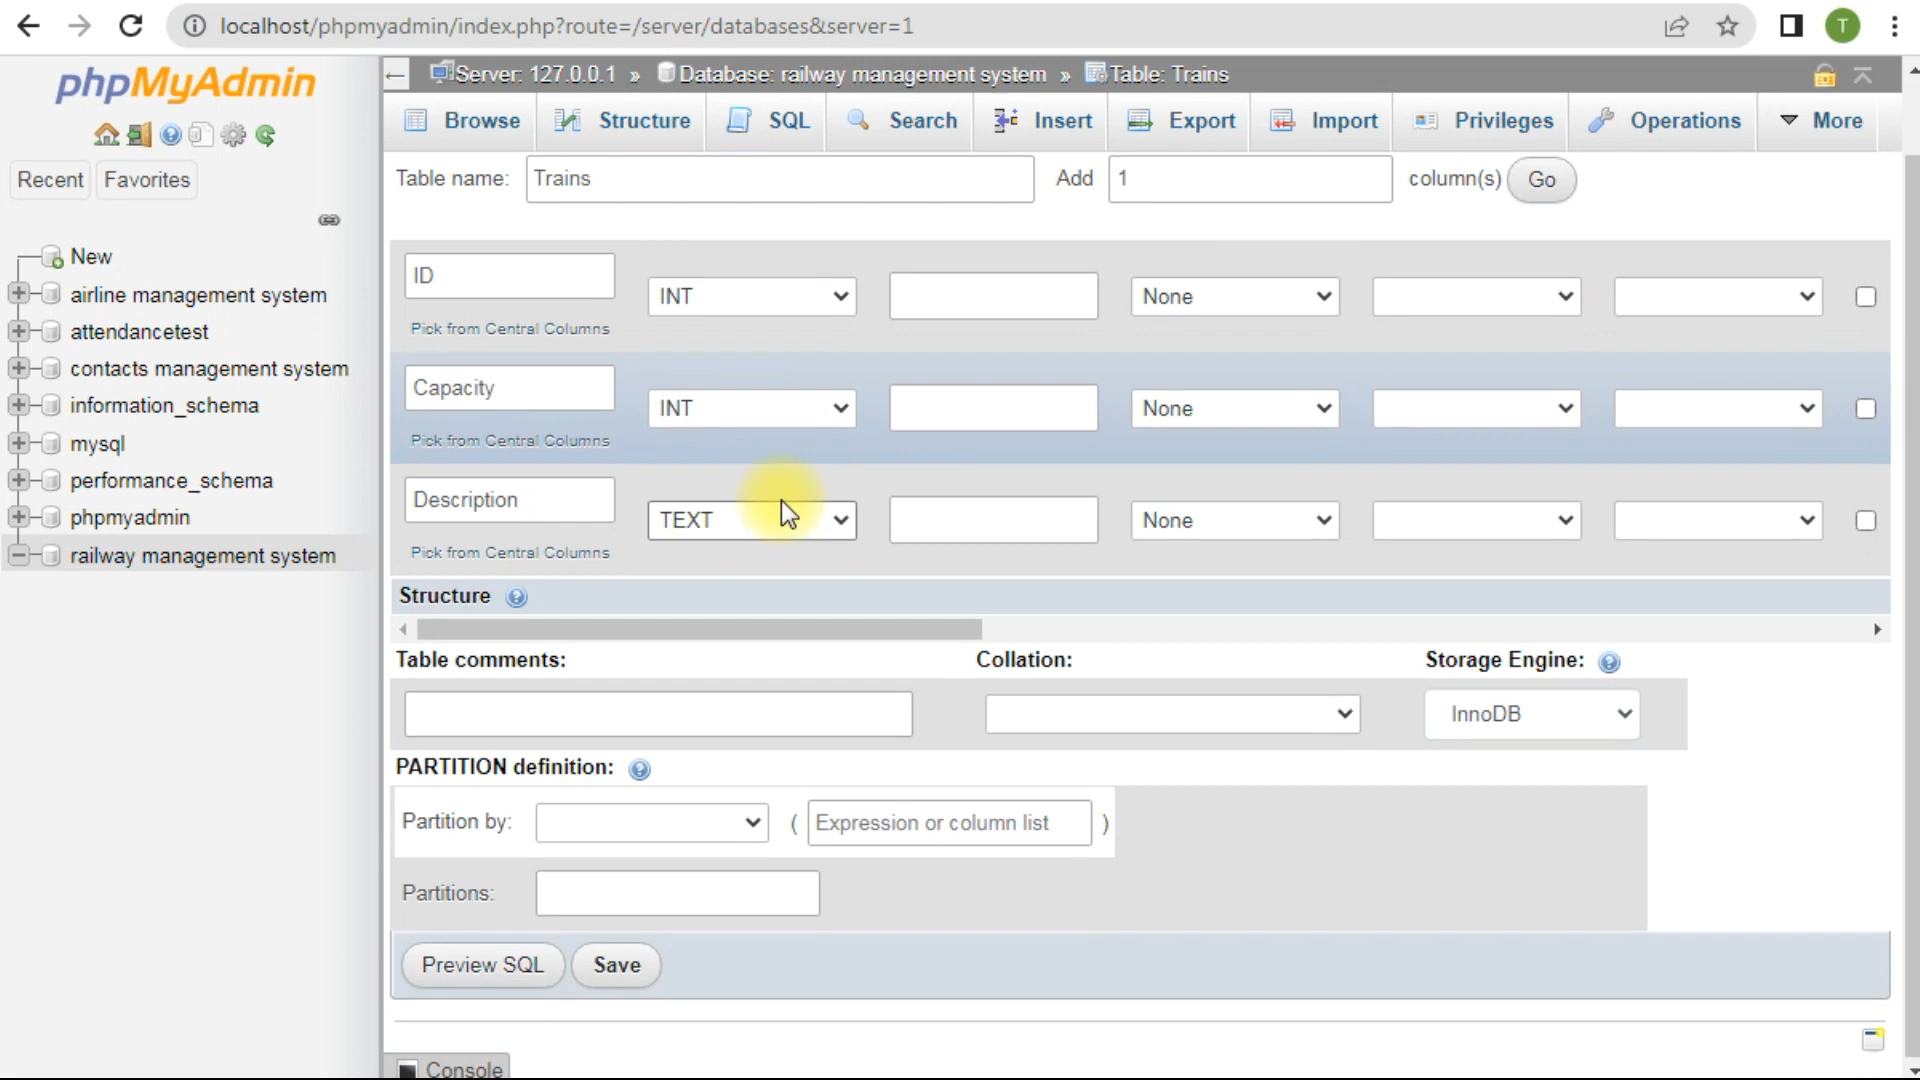 localhost/phpmyadmin/index.php?route=/server/databases&server=1
T
phpMyAdmin
Recent
Favorites
New
airline management system
attendancetest
contacts management system
information_schema
mysql
performance_schema
phpmyadmin
railway management system
Server: 127.0.0.1 » Database: railway management system » Table: Trains
Browse Structure SQL Search Insert Export Import Privileges Operations More
Table name: Trains Add 1 column(s) Go
ID INT None
Pick from Central Columns
Capacity INT None
Pick from Central Columns
Description TEXT None
Pick from Central Columns
Structure
Table comments: Collation: Storage Engine:
InnoDB
PARTITION definition:
Partition by: ( Expression or column list )
Partitions:
Preview SQL Save
Console